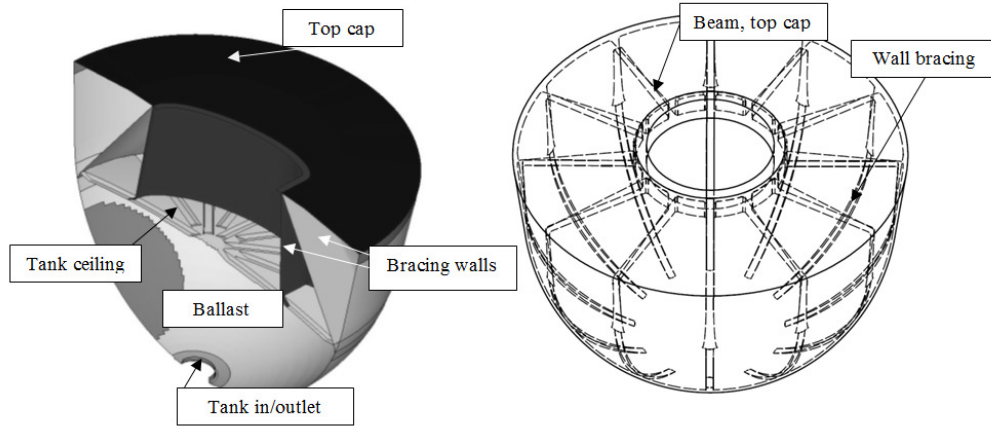 Top cap
Beam, top cap
Wall bracing
Tank ceiling
Bracing walls
Ballast
Tank in/outlet